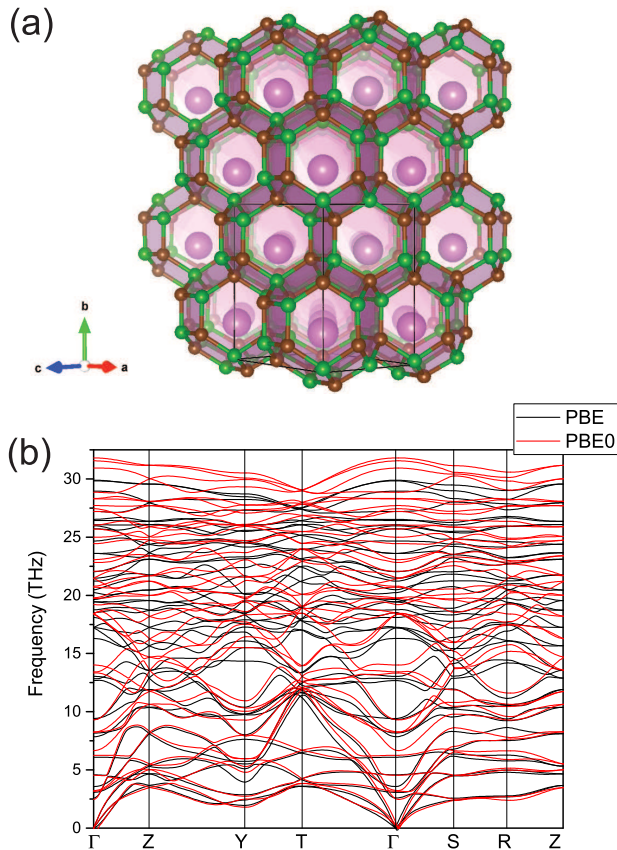 (a)
b
c
a
(b)
PBE
PBE0
Frequency (THz)
30
25
20
15
10
5
0
Γ Z Y T Γ S R Z